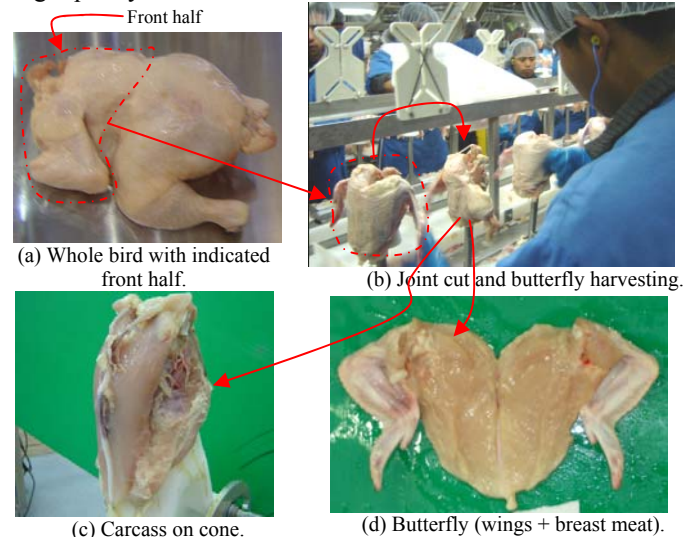 Front half
(a) Whole bird with indicated
front half.
(b) Joint cut and butterfly harvesting.
(c) Carcass on cone.
(d) Butterfly (wings + breast meat).